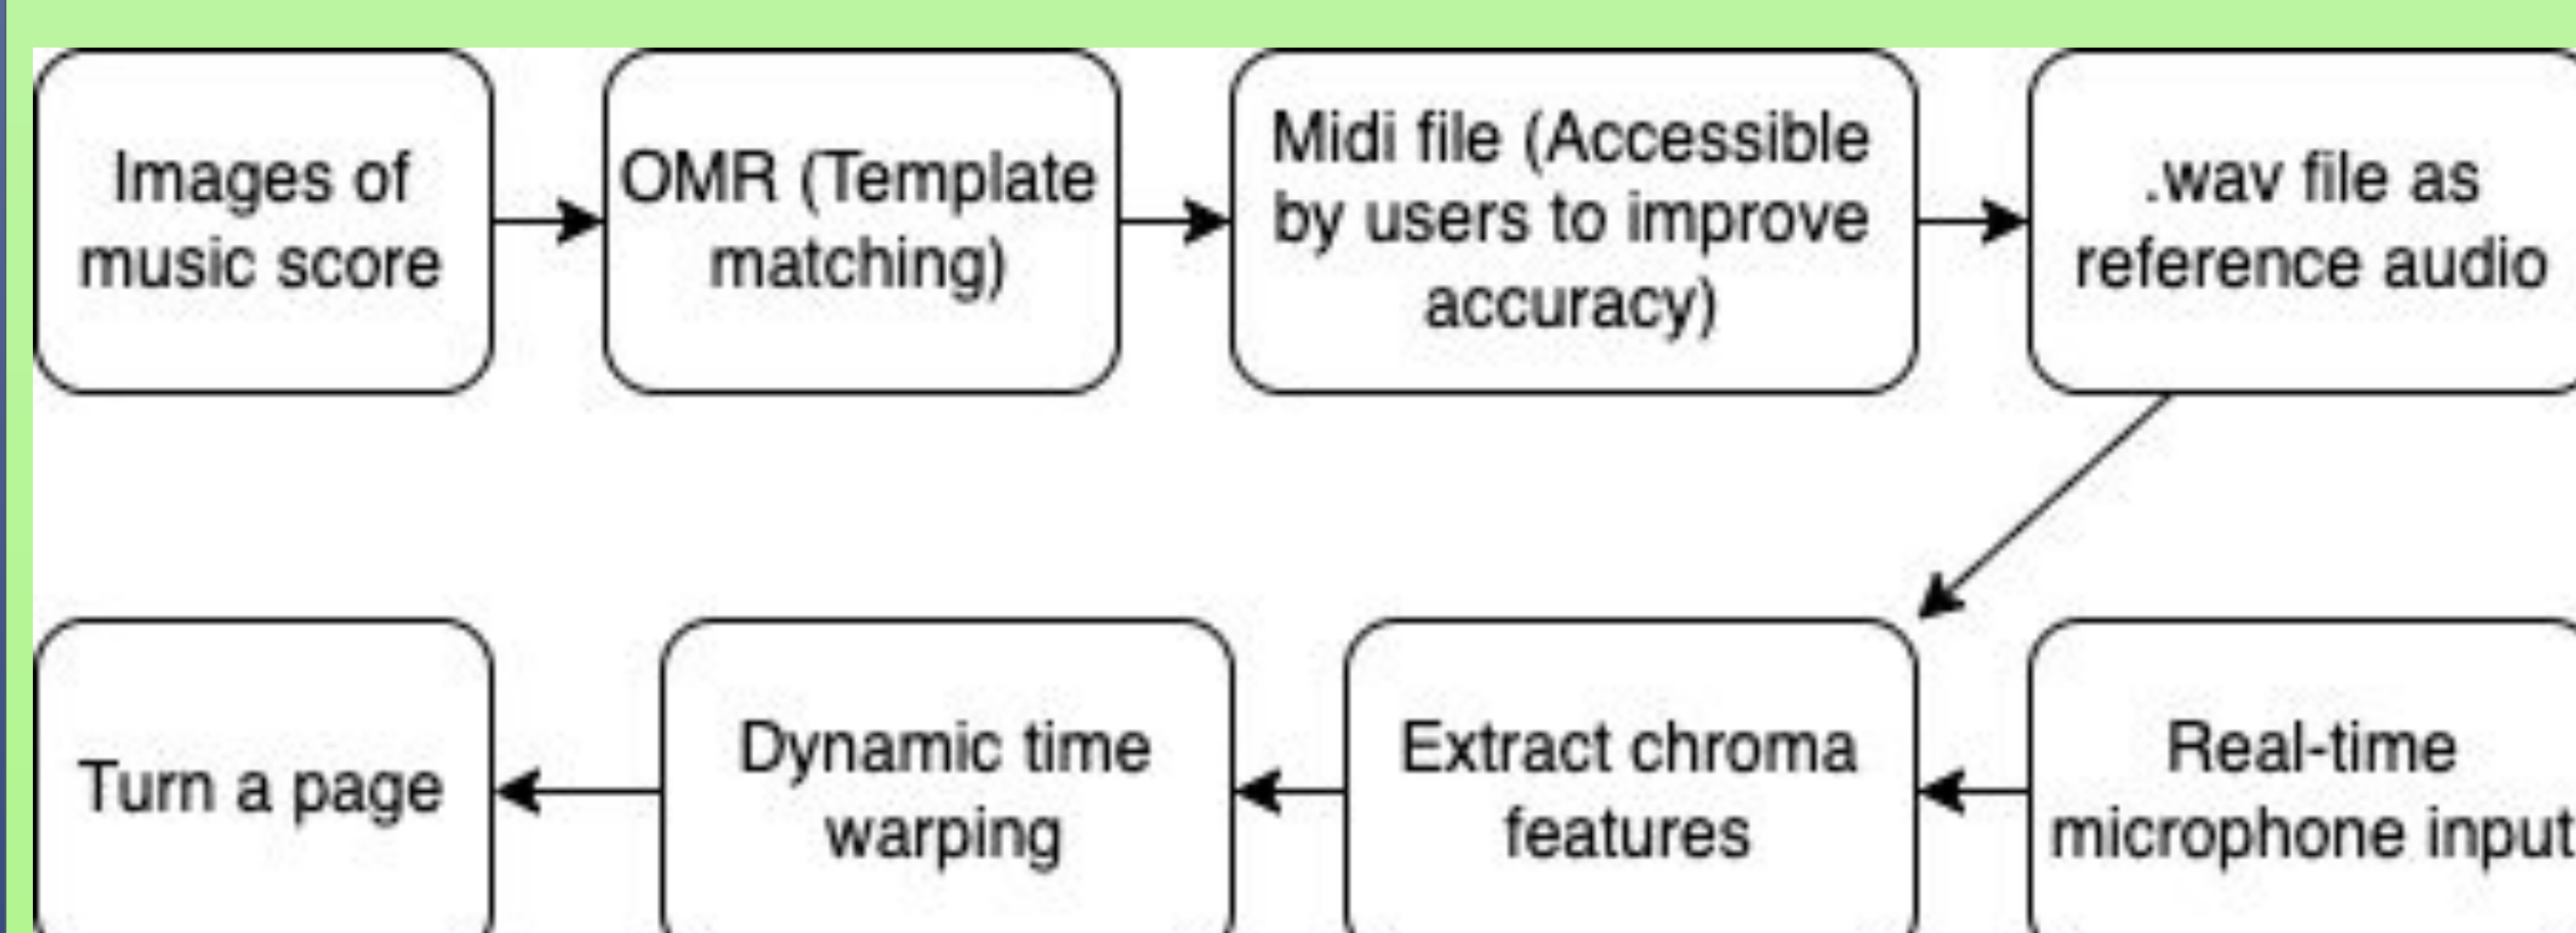 Images of
music score
OMR (Template
matching)
Midi file (Accessible
by users to improve
accuracy)
.wav file as
reference audio
Turn a page
Dynamic time
warping
Extract chroma
features
Real-time
microphone input